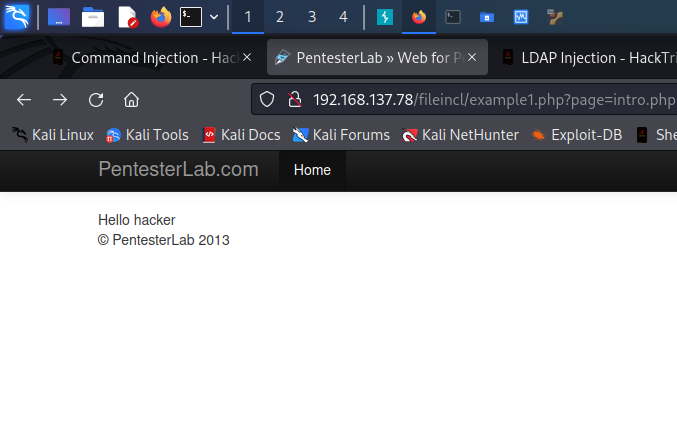 1 2 3 4
Command Injection - Hac
PentesterLab » Web for P
LDAP Injection - HackTri
192.168.137.78/fileincl/example1.php?page=intro.php
Kali Linux Kali Tools Kali Docs Kali Forums Kali NetHunter Exploit-DB She
PentesterLab.com Home
Hello hacker
© PentesterLab 2013